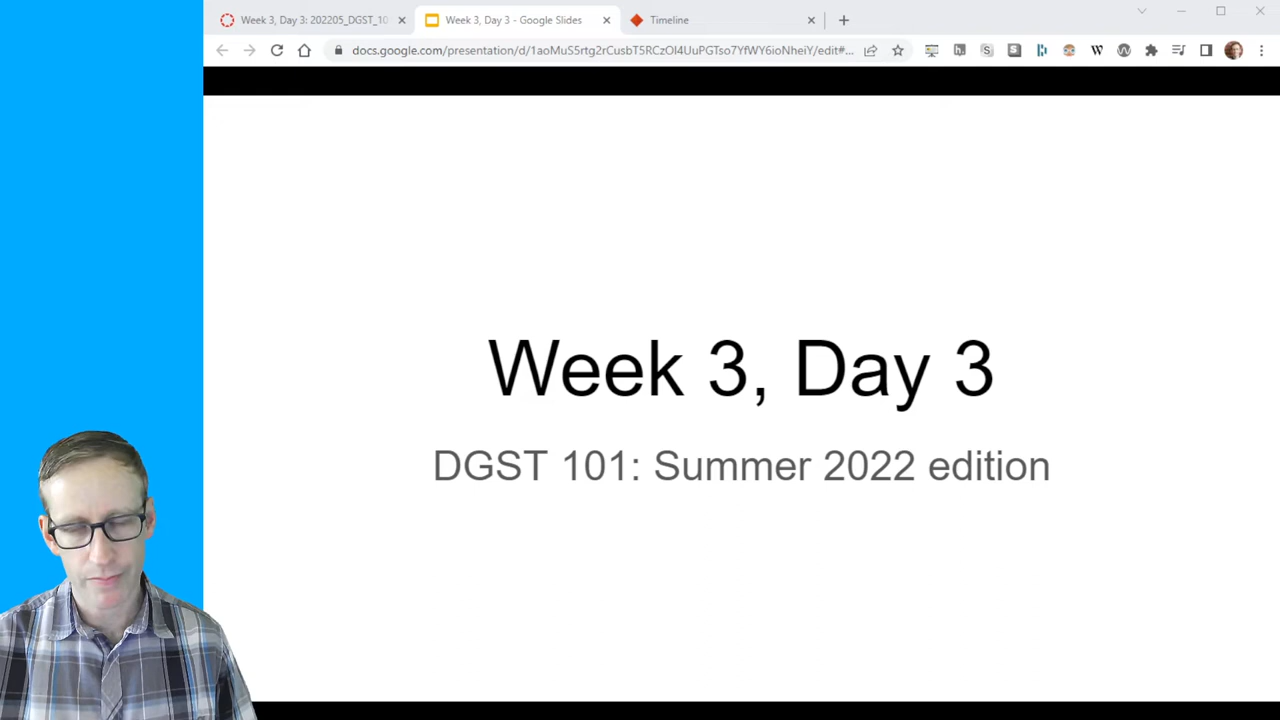 Week 3, Day 3: 202205_DGST_10
Week 3, Day 3 - Google Slides
Timeline
docs.google.com/presentation/d/1aoMuS5rtg2rCusbT5RCzOl4UuPGTso7YfWY6ioNheiY/edit#...
Week 3, Day 3
DGST 101: Summer 2022 edition